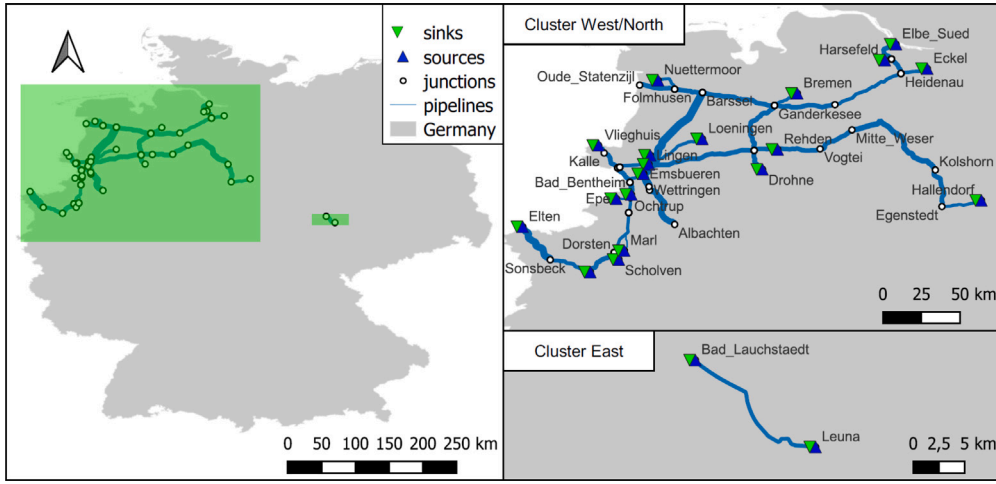 sinks
sources
junctions
pipelines
Germany
0 50 100 150 200 250 km
Cluster West/North
Elbe_Sued
Harsefeld
Eckel
Nuettermoor
Oude_Statenzijl
Bremen
Heidenau
Folmhusen
Barssel
Ganderkesee
Vlieghuis
Loeningen
Rehden
Mitte_Weser
Kalle
Lingen
Vogtei
Kolshorn
Bad_Bentheim
Emsbueren
Drohne
Wettringen
Hallendorf
Epe
Ochtrup
Egenstedt
Elten
Albachten
Dorsten
Marl
Sonsbeck
Scholven
0 25 50 km
Cluster East
Bad_Lauchstaedt
Leuna
0 2,5 5 km